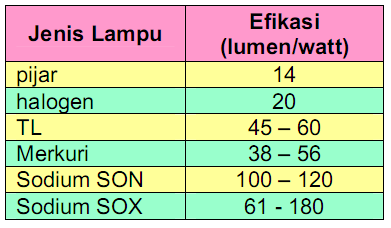 Jenis Lampu Efikasi (lumen/watt)
pijar 14
halogen 20
TL 45 – 60
Merkuri 38 – 56
Sodium SON 100 – 120
Sodium SOX 61 - 180